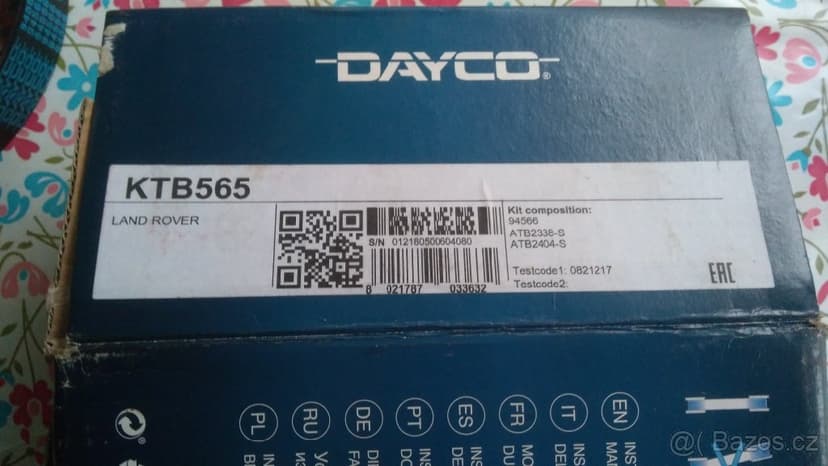 DAYCO®
KTB565
LAND ROVER
S/N 012180500604080
8 021787 033632
Kit composition:
94566
ATB2338-S
ATB2404-S
Testcode1: 0821217
Testcode2:
EAC
PL
RU
DE
PT
ES
FR
IT
EN
@( Bazos.cz